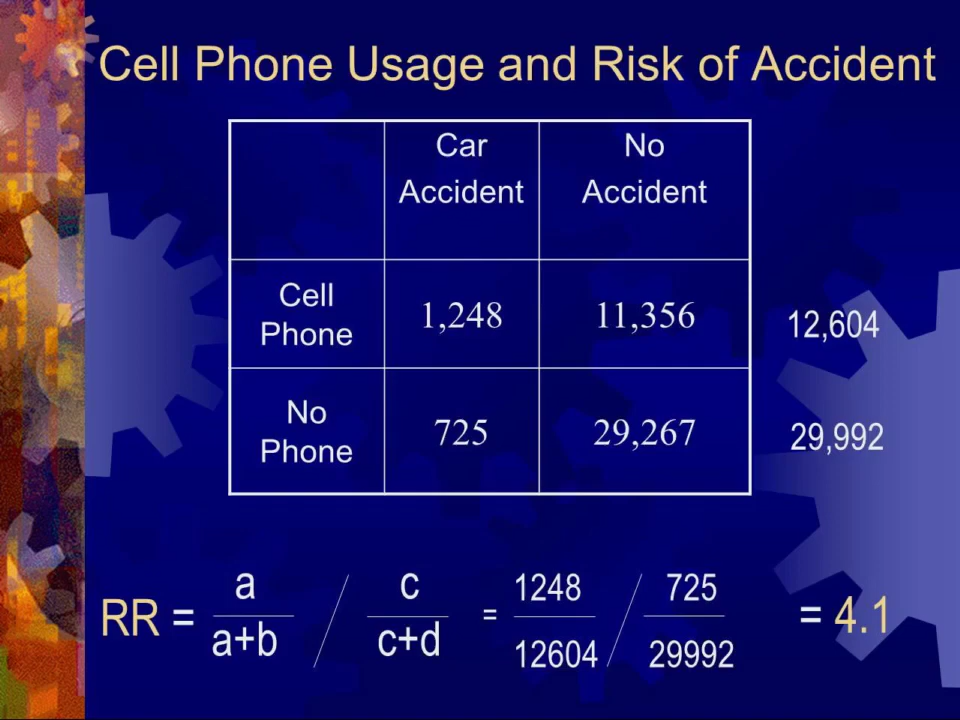 Cell Phone Usage and Risk of Accident
Car
Accident
No
Accident
Cell
Phone
1,248
11,356
12,604
No
Phone
725
29,267
29,992
RR = a / c = 1248 / 725 = 4.1
a+b c+d 12604 29992